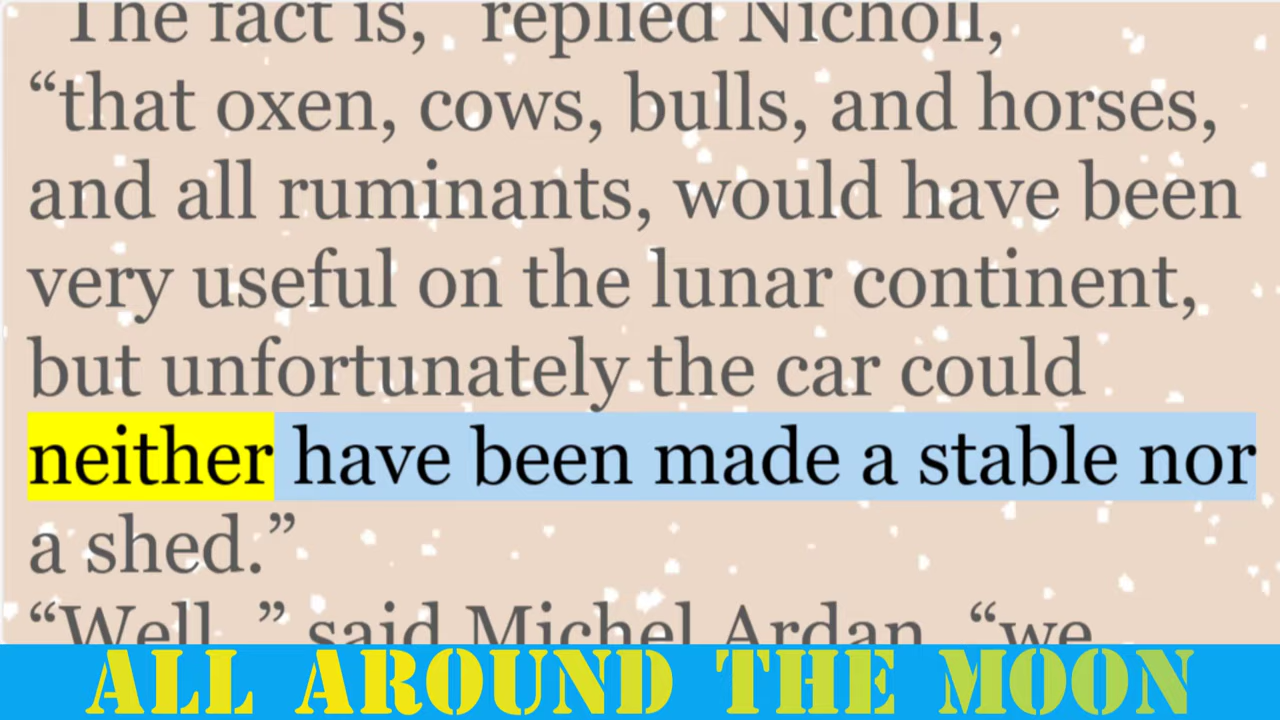 The fact is,” replied Nicholl,
“that oxen, cows, bulls, and horses,
and all ruminants, would have been
very useful on the lunar continent,
but unfortunately the car could
neither have been made a stable nor
a shed.”
“Well,” said Michel Ardan, “we
ALL AROUND THE MOON